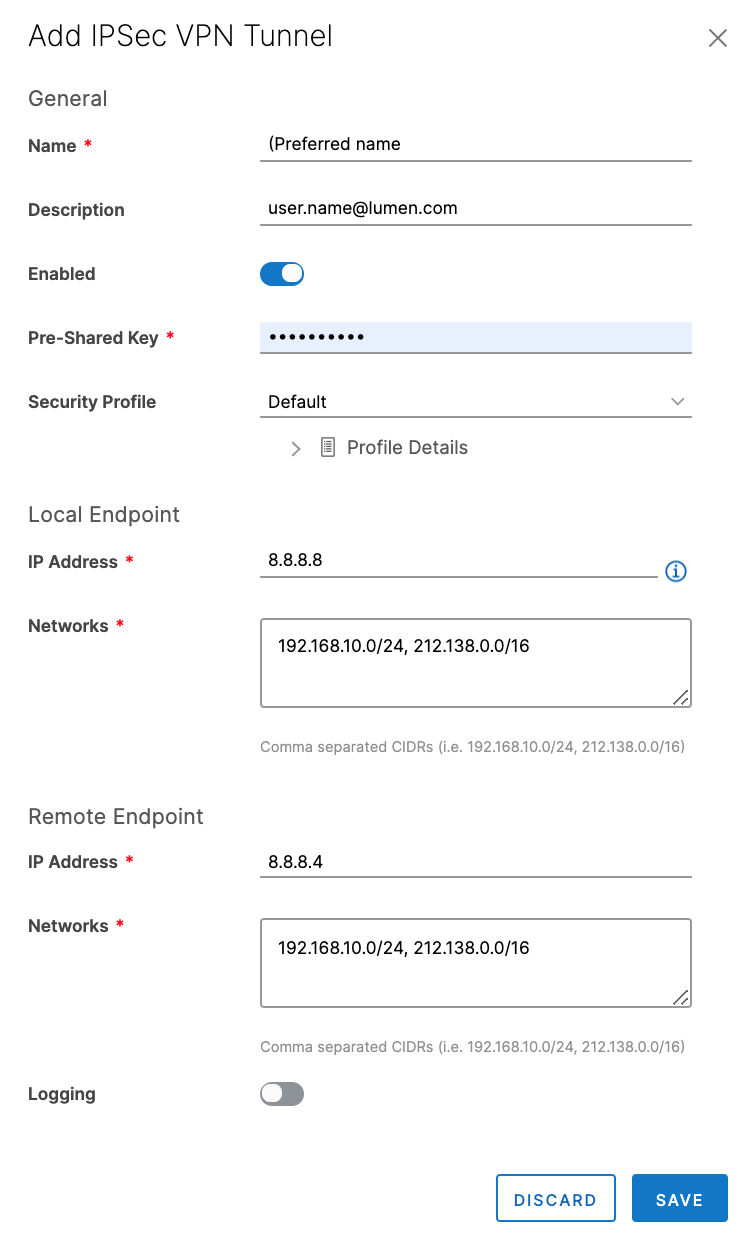 Add IPSec VPN Tunnel
General
Name *
(Preferred name
Description
user.name@lumen.com
Enabled
Pre-Shared Key *
••••••••••
Security Profile
Default
Profile Details
Local Endpoint
IP Address *
8.8.8.8
Networks *
192.168.10.0/24, 212.138.0.0/16
Comma separated CIDRs (i.e. 192.168.10.0/24, 212.138.0.0/16)
Remote Endpoint
IP Address *
8.8.8.4
Networks *
192.168.10.0/24, 212.138.0.0/16
Comma separated CIDRs (i.e. 192.168.10.0/24, 212.138.0.0/16)
Logging
DISCARD
SAVE